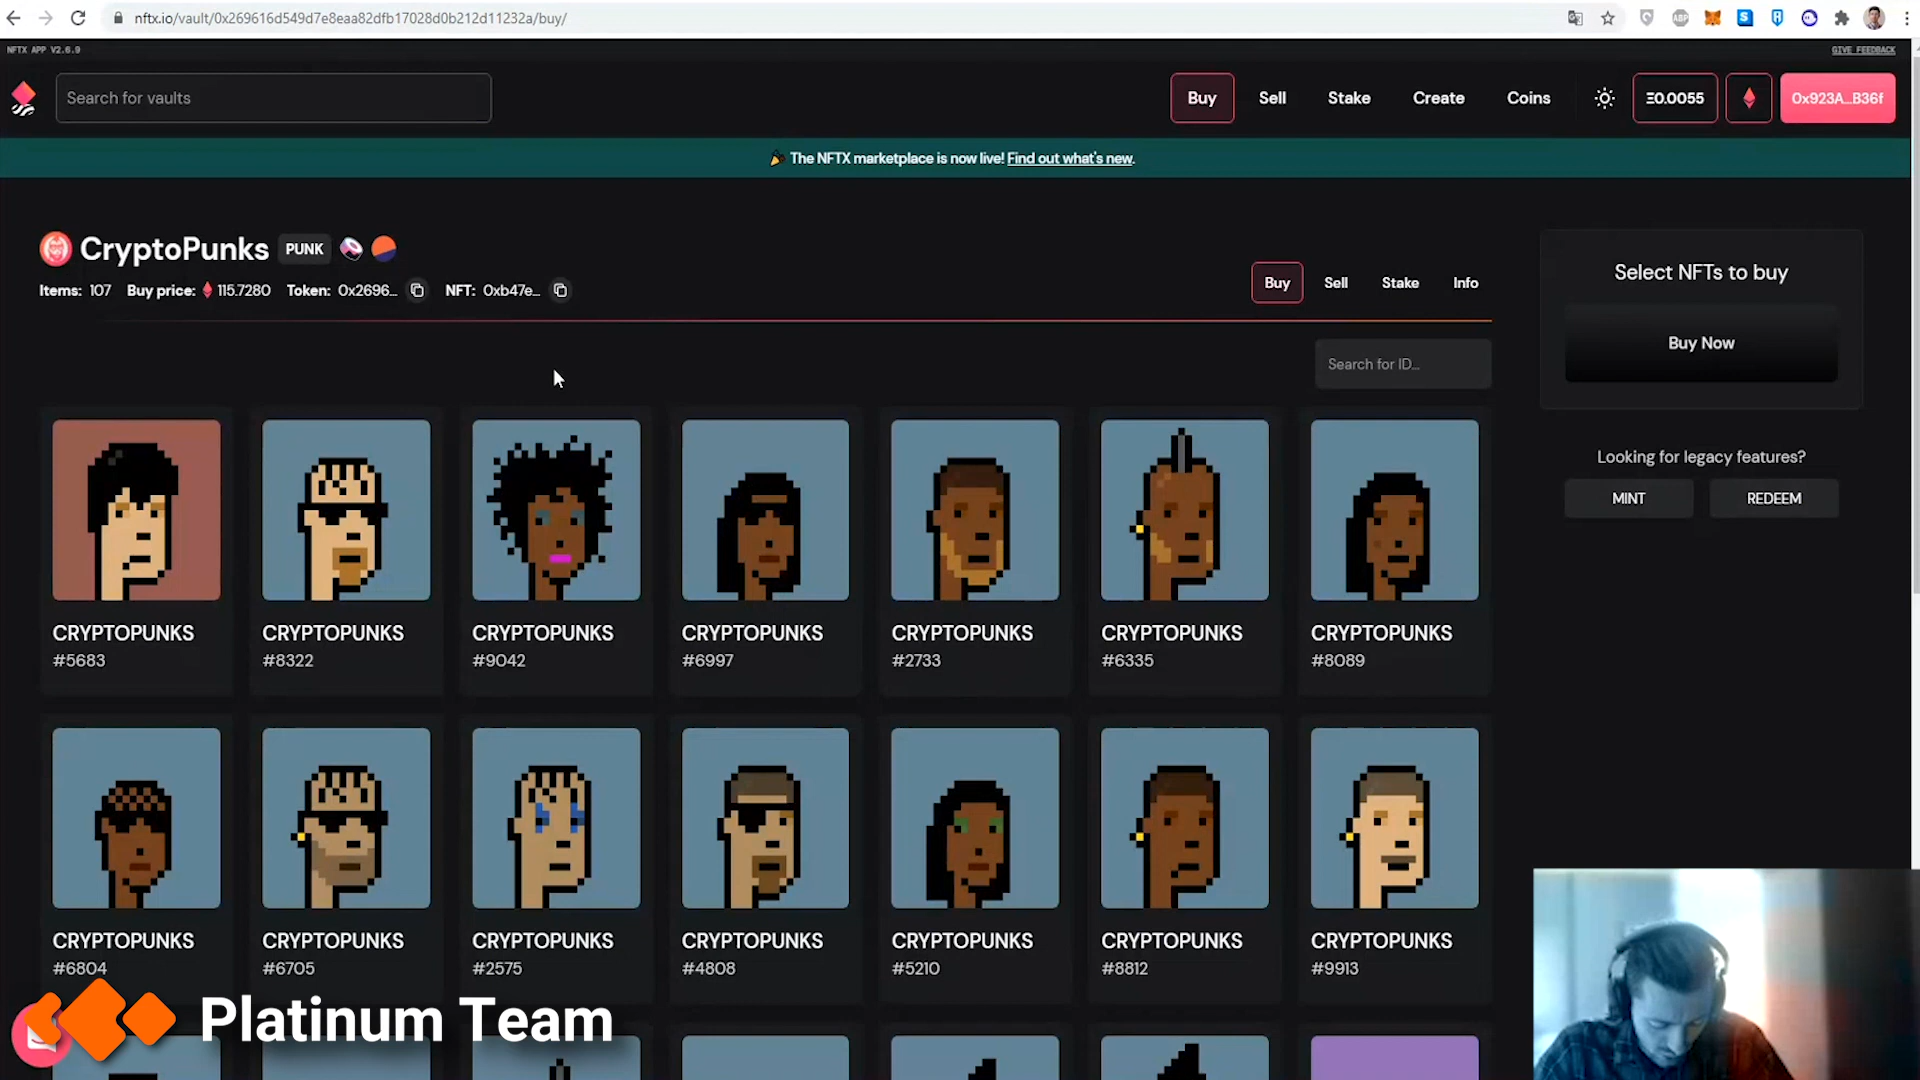 nftx.io/vault/0x269616d549d7e8eaa82dfb17028d0b212d11232a/buy/
NFTX APP V2.6.9
GIVE FEEDBACK
Search for vaults
Buy
Sell
Stake
Create
Coins
Ξ0.0055
0x923A...B36f
The NFTX marketplace is now live! Find out what's new.
CryptoPunks PUNK
Items: 107 Buy price: 115.7280 Token: 0x2696... NFT: 0xb47e...
Buy
Sell
Stake
Info
Select NFTs to buy
Buy Now
Search for ID...
Looking for legacy features?
MINT
REDEEM
CRYPTOPUNKS CRYPTOPUNKS CRYPTOPUNKS CRYPTOPUNKS CRYPTOPUNKS CRYPTOPUNKS CRYPTOPUNKS
#5683 #8322 #9042 #6997 #2733 #6335 #8089
CRYPTOPUNKS CRYPTOPUNKS CRYPTOPUNKS CRYPTOPUNKS CRYPTOPUNKS CRYPTOPUNKS CRYPTOPUNKS
#6804 #6705 #2575 #4808 #5210 #8812 #9913
Platinum Team